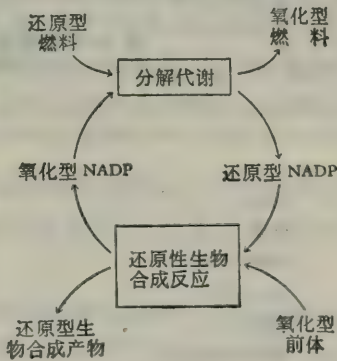 还原型
燃料
氧化型
燃 料
分解代谢
氧化型 NADP
还原型 NADP
还原性生物
合成反应
还原型生
物合成产物
氧化型
前体